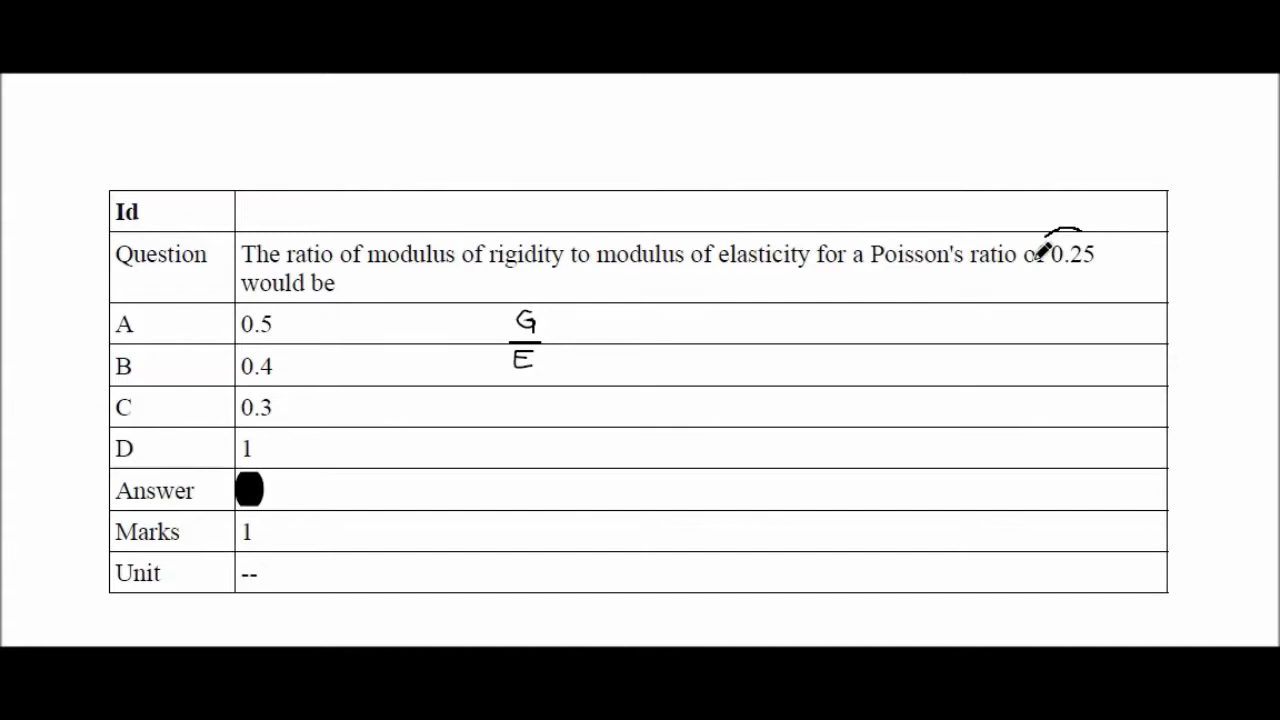 Id
Question The ratio of modulus of rigidity to modulus of elasticity for a Poisson's ratio of 0.25
would be
A 0.5
G
B 0.4
E
C 0.3
D 1
Answer
Marks 1
Unit --